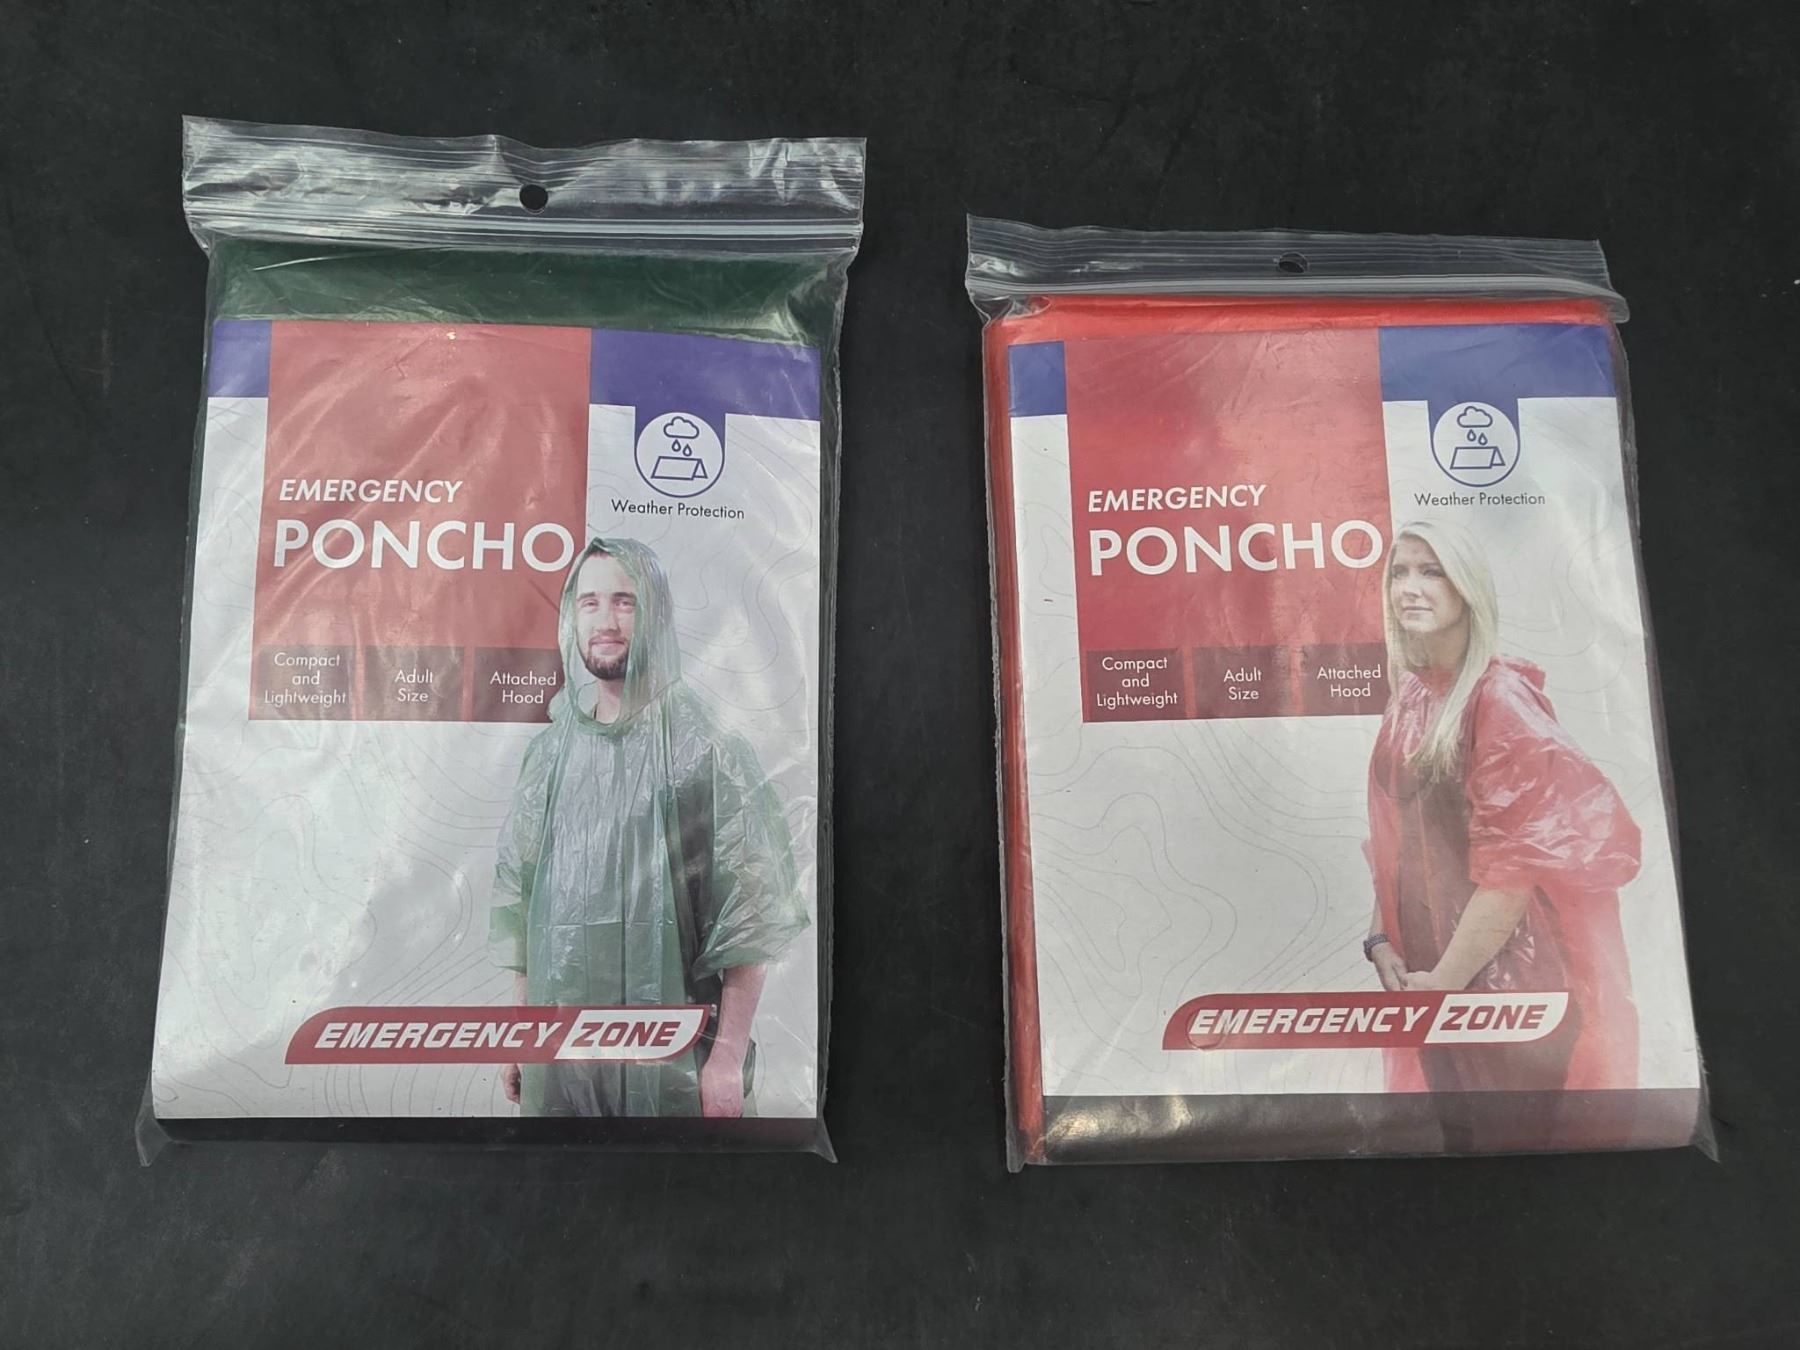 EMERGENCY
PONCHO
Weather Protection
Compact
and
Lightweight
Adult
Size
Attached
Hood
EMERGENCY ZONE
EMERGENCY
PONCHO
Weather Protection
Compact
and
Lightweight
Adult
Size
Attached
Hood
EMERGENCY ZONE